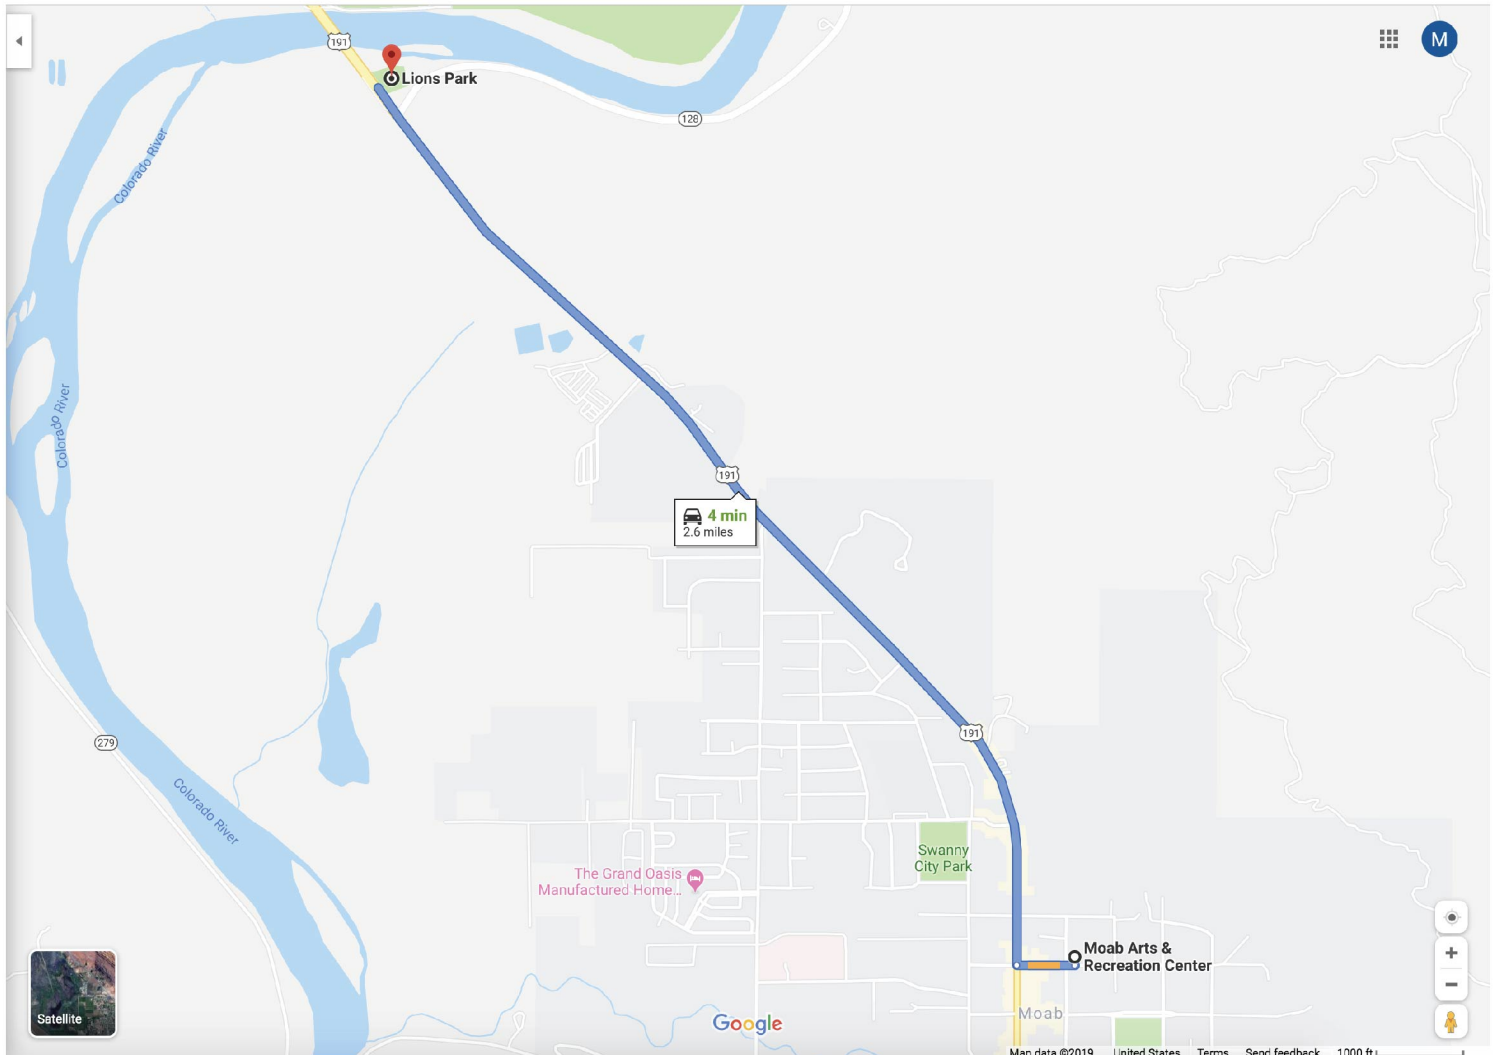 191
M
Lions Park
128
Colorado River
Colorado River
191
4 min
2.6 miles
191
279
Colorado River
Swanny
City Park
The Grand Oasis
Manufactured Home...
Moab Arts &
Recreation Center
Satellite
Google
Moab
Map data ©2019 United States Terms Send feedback 1000 ft